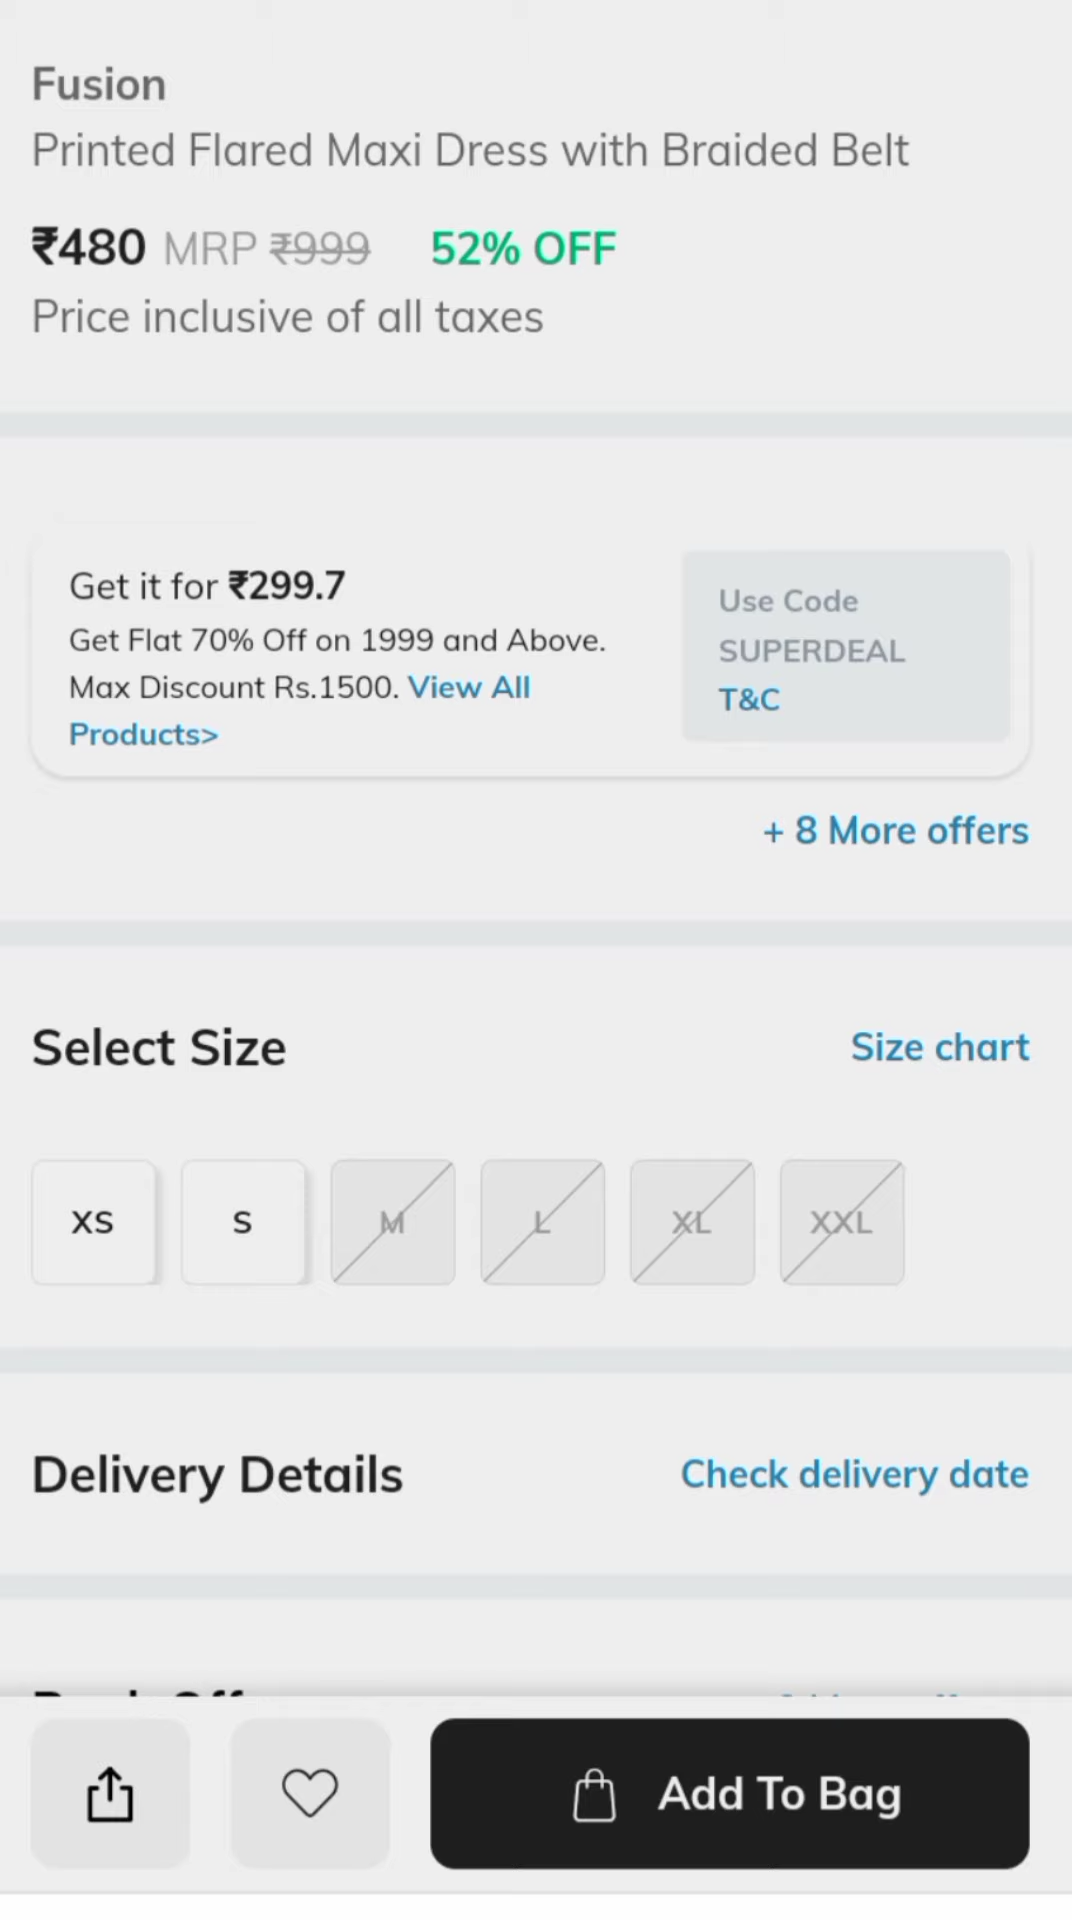 Fusion
Printed Flared Maxi Dress with Braided Belt
₹480 MRP ₹999 52% OFF
Price inclusive of all taxes
Get it for ₹299.7
Get Flat 70% Off on 1999 and Above.
Max Discount Rs.1500. View All
Products>
Use Code
SUPERDEAL
T&C
+ 8 More offers
Select Size
Size chart
XS S M L XL XXL
Delivery Details
Check delivery date
Add To Bag